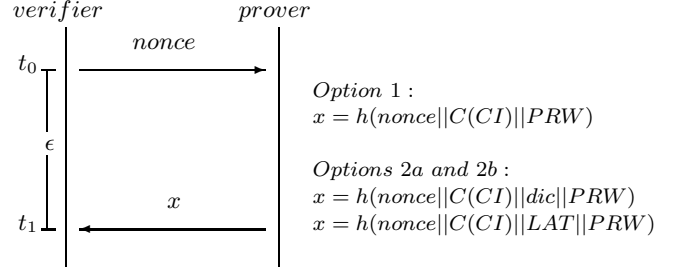 verifier prover
nonce
t0
Option 1 :
x = h(nonce||C(CI)||PRW)
ϵ
Options 2a and 2b :
x = h(nonce||C(CI)||dic||PRW)
x
x = h(nonce||C(CI)||LAT||PRW)
t1